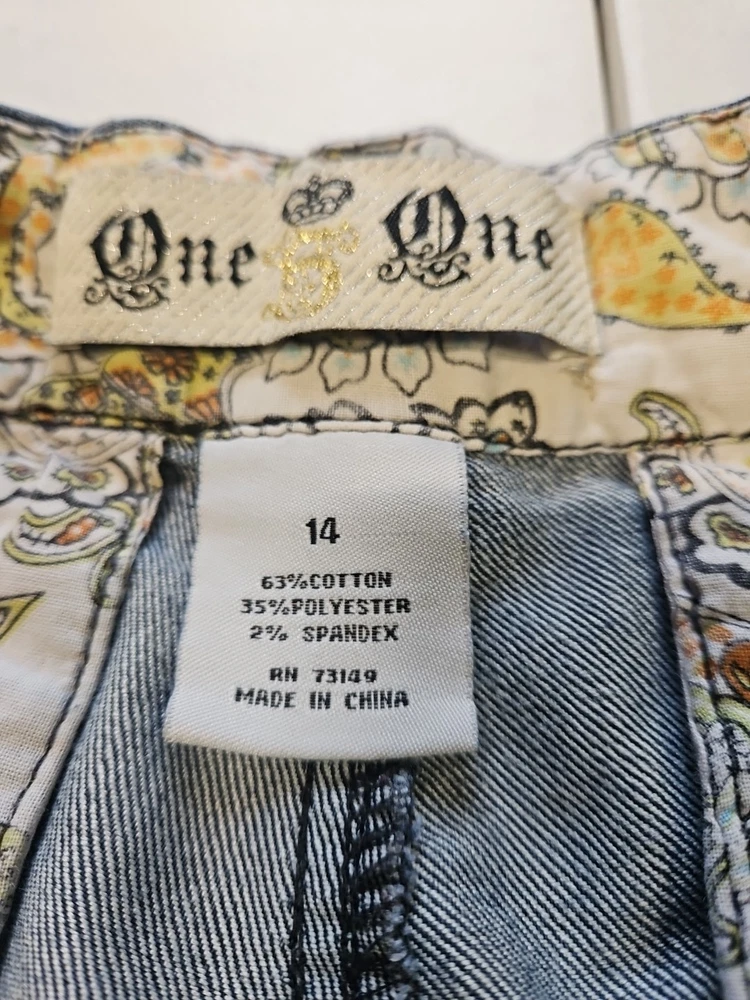 One 5 One
14
63%COTTON
35%POLYESTER
2% SPANDEX
RN 73149
MADE IN CHINA